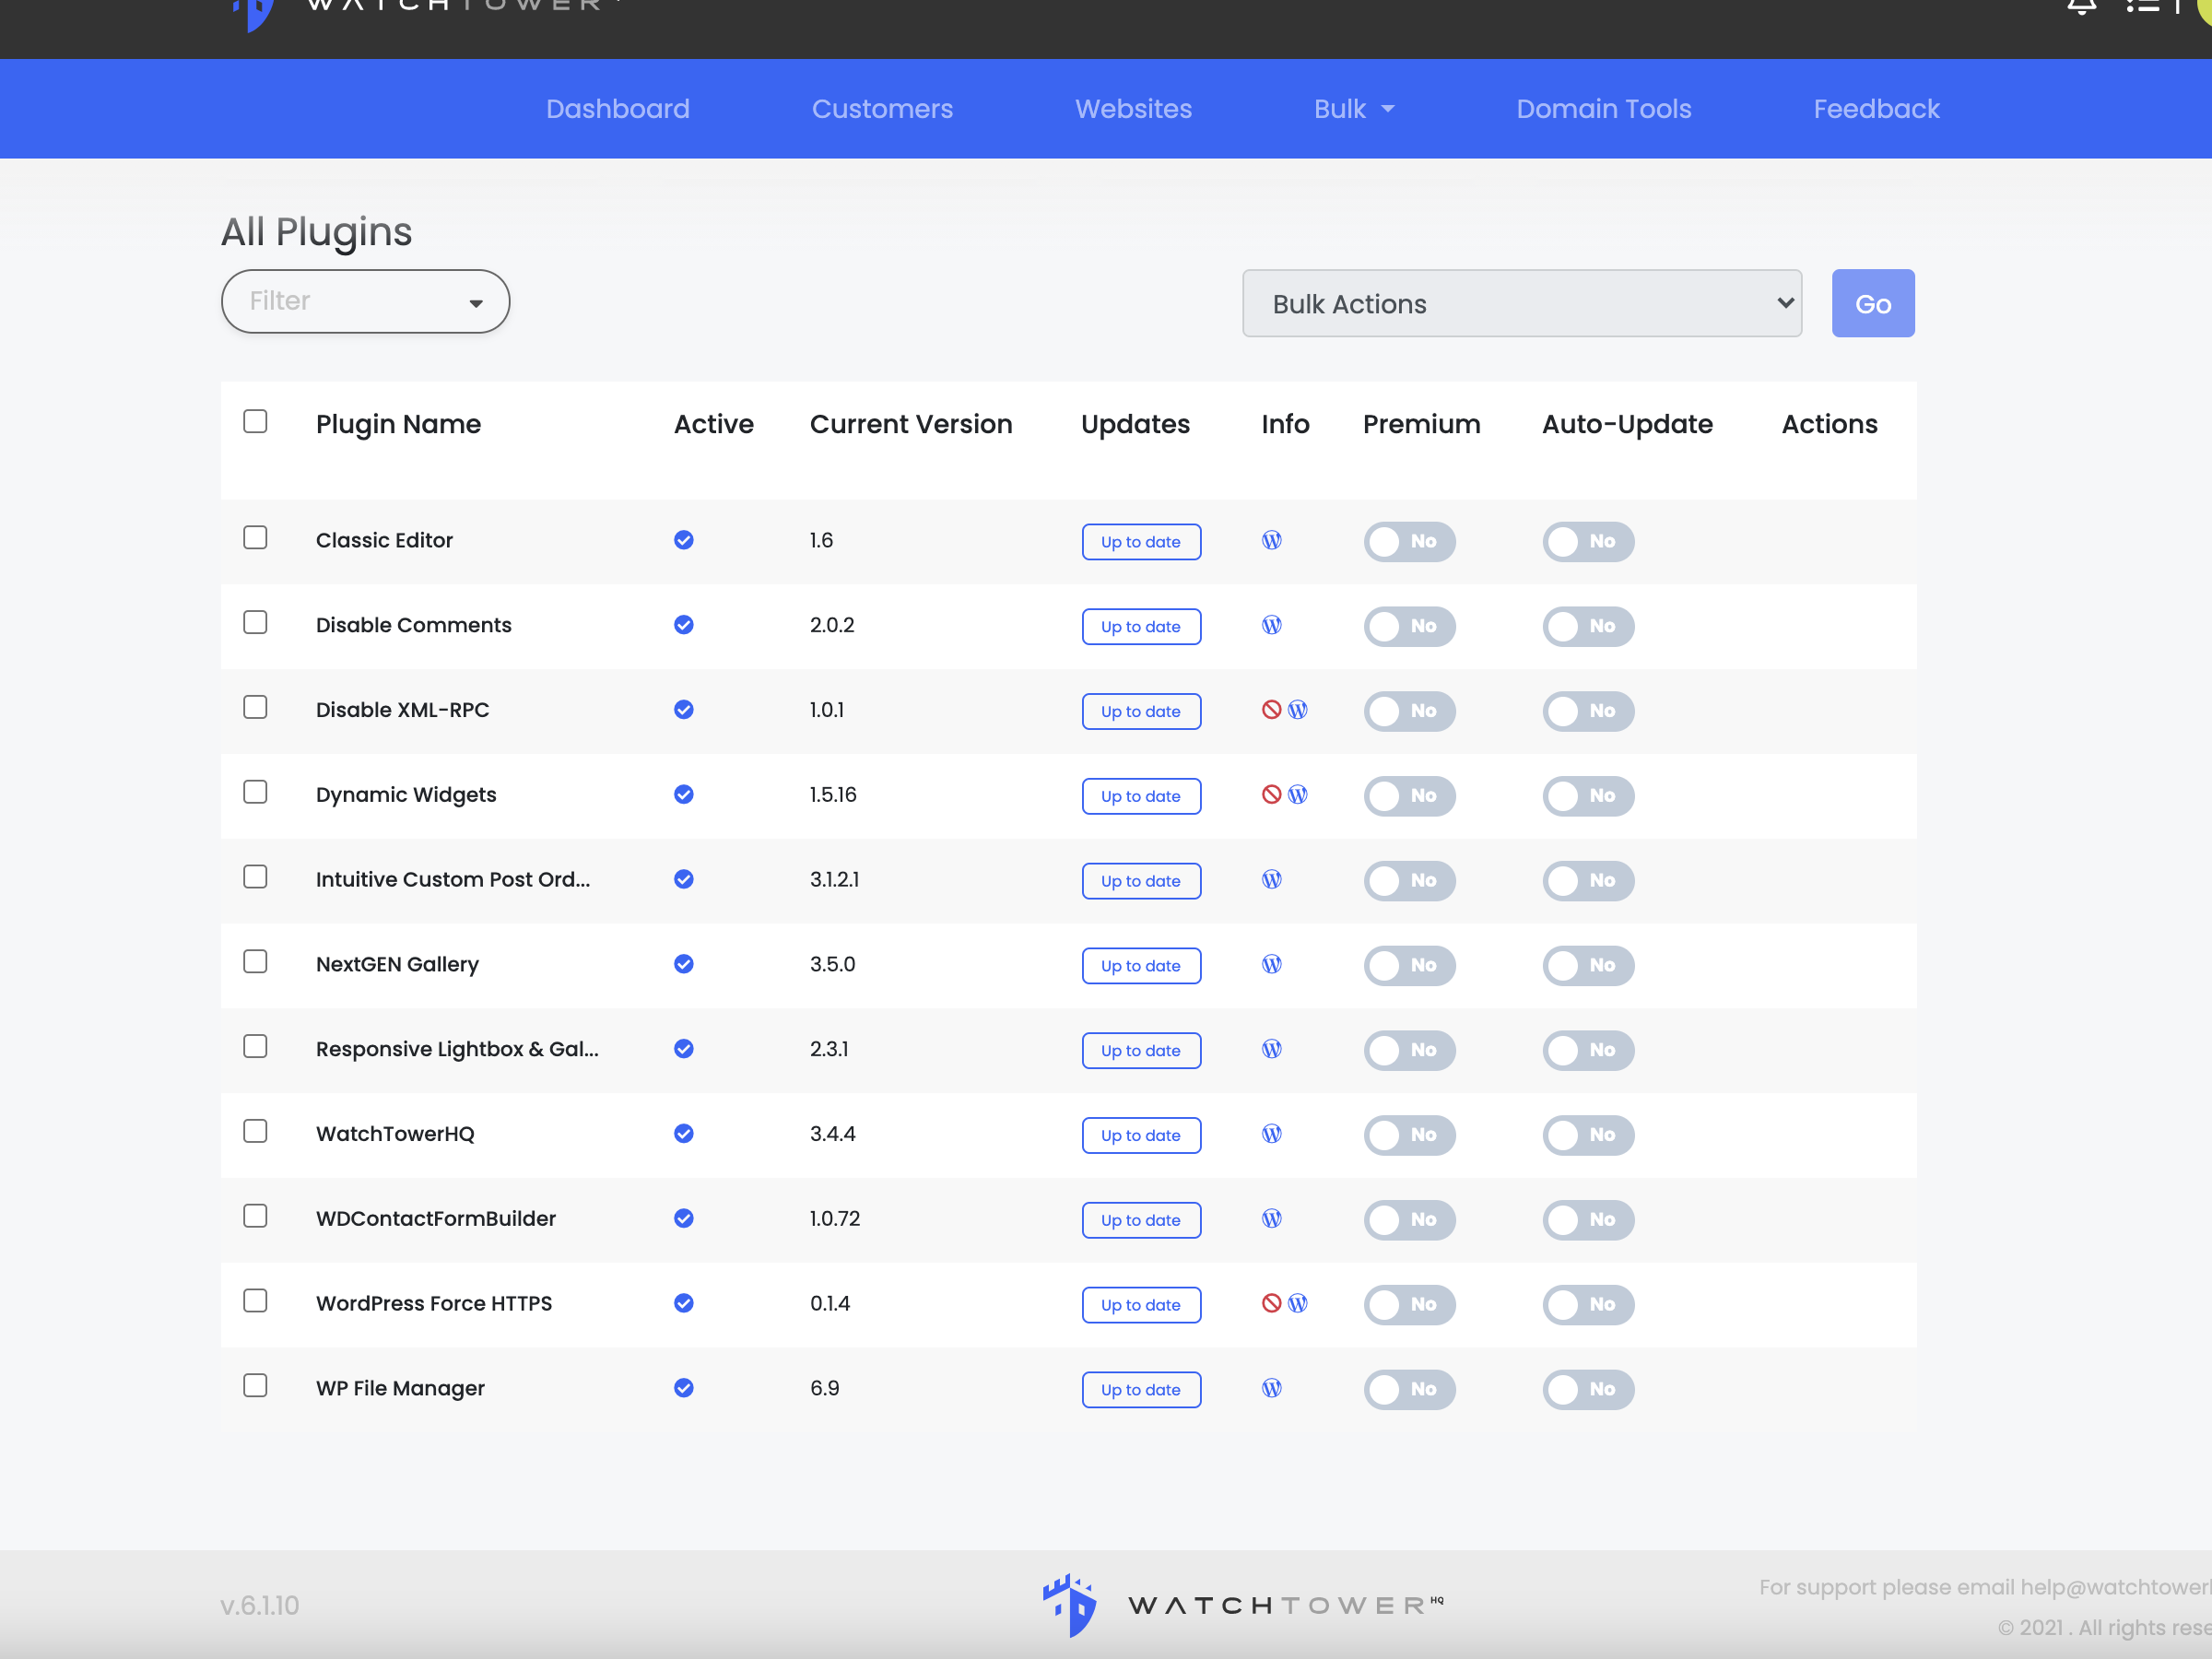 WATCHTOWER
Dashboard Customers Websites Bulk Domain Tools Feedback
All Plugins
Filter Bulk Actions Go
Plugin Name Active Current Version Updates Info Premium Auto-Update Actions
Classic Editor 1.6 Up to date No No
Disable Comments 2.0.2 Up to date No No
Disable XML-RPC 1.0.1 Up to date No No
Dynamic Widgets 1.5.16 Up to date No No
Intuitive Custom Post Ord... 3.1.2.1 Up to date No No
NextGEN Gallery 3.5.0 Up to date No No
Responsive Lightbox & Gal... 2.3.1 Up to date No No
WatchTowerHQ 3.4.4 Up to date No No
WDContactFormBuilder 1.0.72 Up to date No No
WordPress Force HTTPS 0.1.4 Up to date No No
WP File Manager 6.9 Up to date No No
v.6.1.10 WATCHTOWER HQ
For support please email help@watchtower
© 2021 . All rights rese